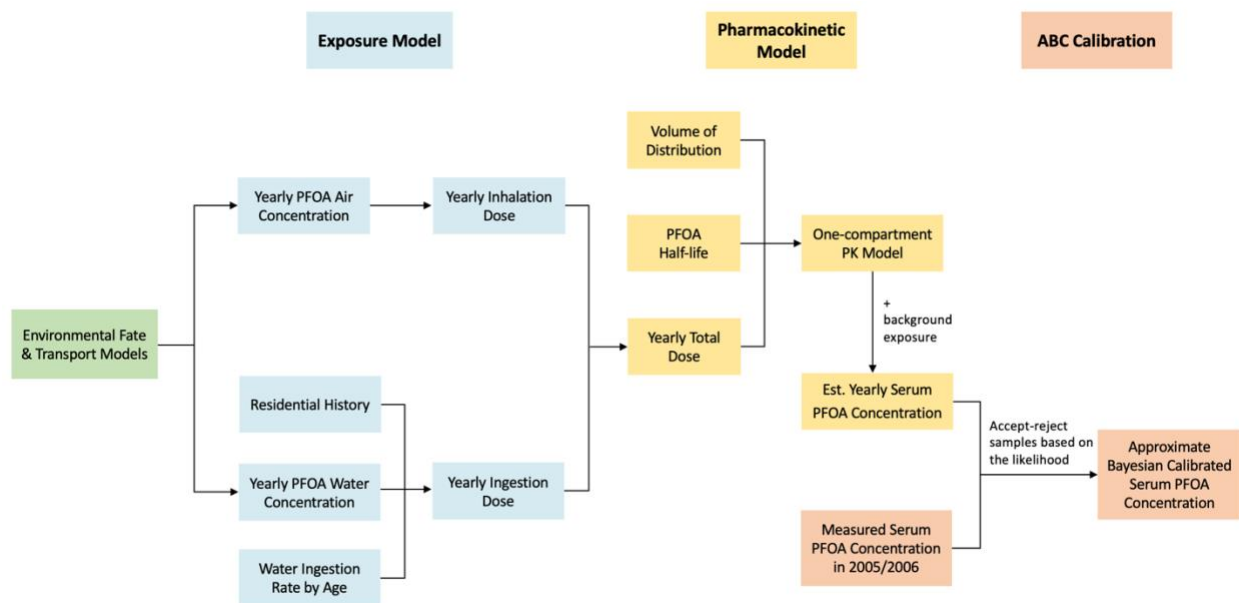 Exposure Model
Pharmacokinetic
Model
ABC Calibration
Volume of
Distribution
Yearly PFOA Air
Concentration
Yearly Inhalation
Dose
PFOA
Half-life
One-compartment
PK Model
Environmental Fate
& Transport Models
Yearly Total
Dose
+
background
exposure
Residential History
Est. Yearly Serum
PFOA Concentration
Yearly PFOA Water
Concentration
Yearly Ingestion
Dose
Accept-reject
samples based on
the likelihood
Approximate
Bayesian Calibrated
Serum PFOA
Concentration
Water Ingestion
Rate by Age
Measured Serum
PFOA Concentration
in 2005/2006